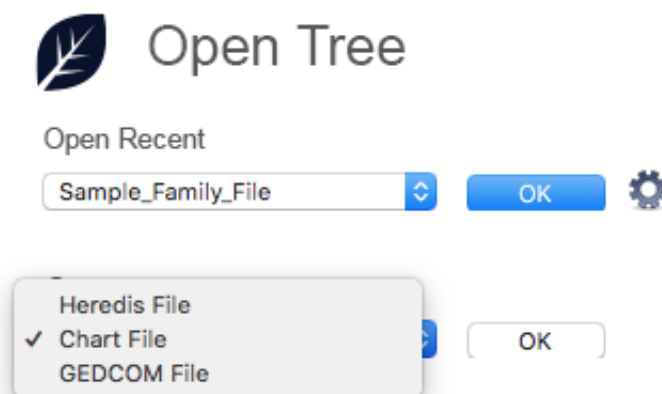 Open Tree
Open Recent
Sample_Family_File
OK
Heredis File
✓ Chart File
OK
GEDCOM File